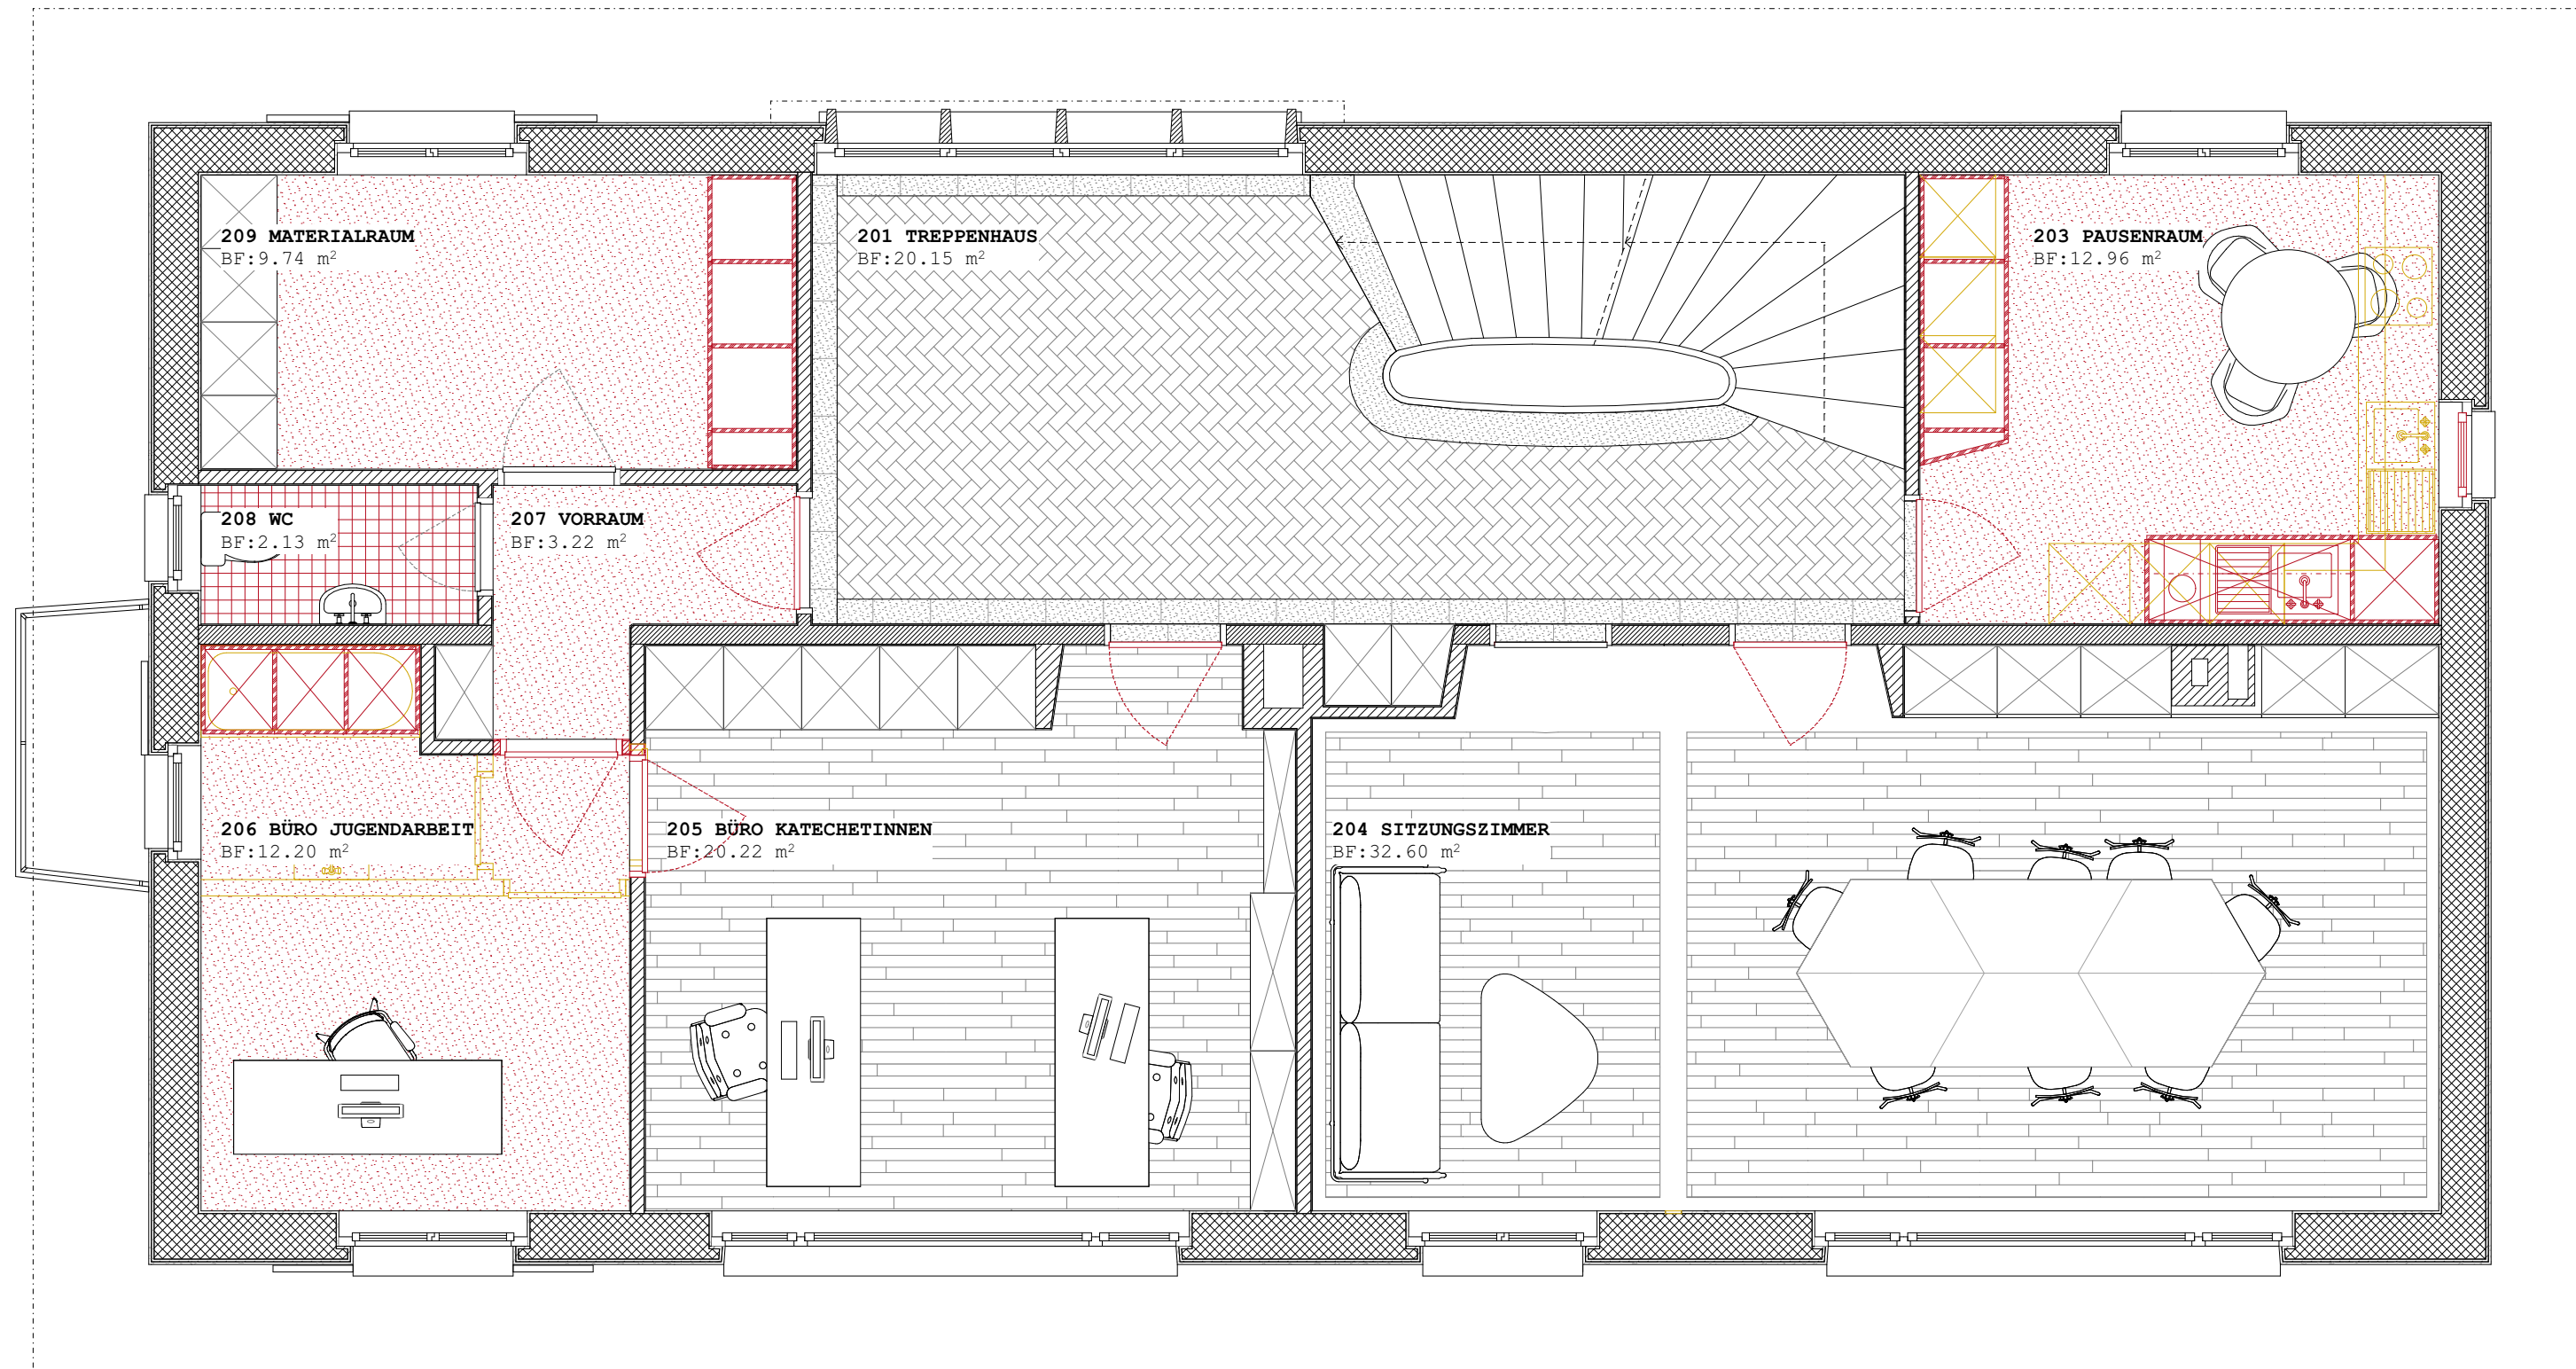 209 MATERIALRAUM
BF:9.74 m²
201 TREPPENHAUS
BF:20.15 m²
203 PAUSENRAUM
BF:12.96 m²
208 WC
BF:2.13 m²
207 VORRAUM
BF:3.22 m²
206 BÜRO JUGENDARBEIT
BF:12.20 m²
205 BÜRO KATECHETINNEN
BF:20.22 m²
204 SITZUNGSZIMMER
BF:32.60 m²